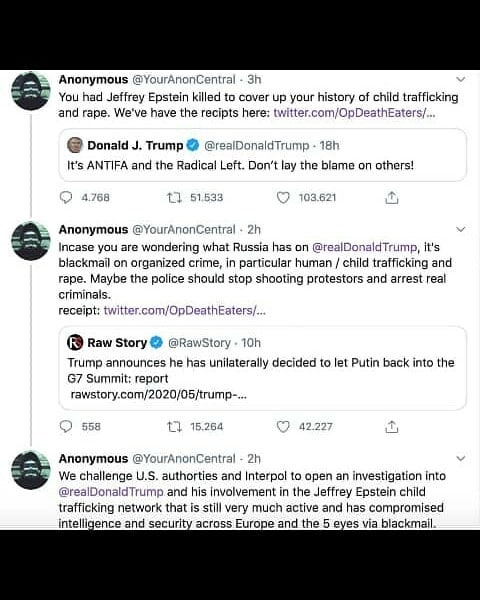 Anonymous @YourAnonCentral · 3h
You had Jeffrey Epstein killed to cover up your history of child trafficking
and rape. We've have the recipts here: twitter.com/OpDeathEaters/...
Donald J. Trump @realDonaldTrump · 18h
It's ANTIFA and the Radical Left. Don't lay the blame on others!
4.768 51.533 103.621
Anonymous @YourAnonCentral · 2h
Incase you are wondering what Russia has on @realDonaldTrump, it's
blackmail on organized crime, in particular human / child trafficking and
rape. Maybe the police should stop shooting protestors and arrest real
criminals.
receipt: twitter.com/OpDeathEaters/...
R Raw Story @RawStory · 10h
Trump announces he has unilaterally decided to let Putin back into the
G7 Summit: report
rawstory.com/2020/05/trump-...
558 15.264 42.227
Anonymous @YourAnonCentral · 2h
We challenge U.S. authorties and Interpol to open an investigation into
@realDonaldTrump and his involvement in the Jeffrey Epstein child
trafficking network that is still very much active and has compromised
intelligence and security across Europe and the 5 eyes via blackmail.